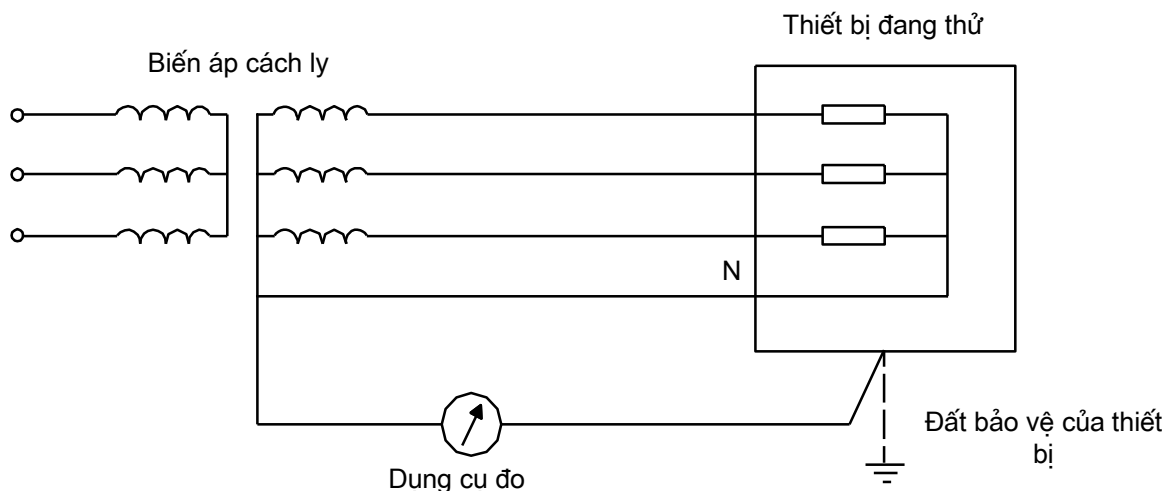 Thiết bị đang thử
Biến áp cách ly
N
Đất bảo vệ của thiết
bị
Dung cu đo